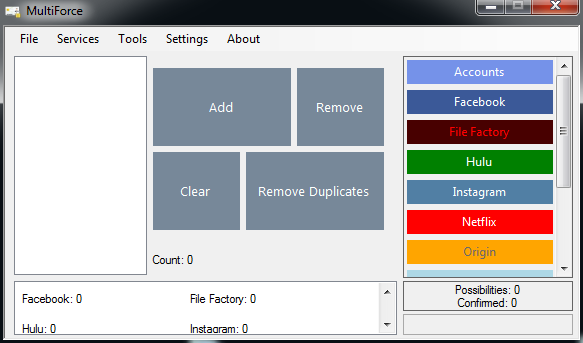 MultiForce
File Services Tools Settings About
Add
Remove
Clear
Remove Duplicates
Count: 0
Accounts
Facebook
File Factory
Hulu
Instagram
Netflix
Origin
Facebook: 0 File Factory: 0
Hulu: 0 Instagram: 0
Possibilities: 0
Confirmed: 0